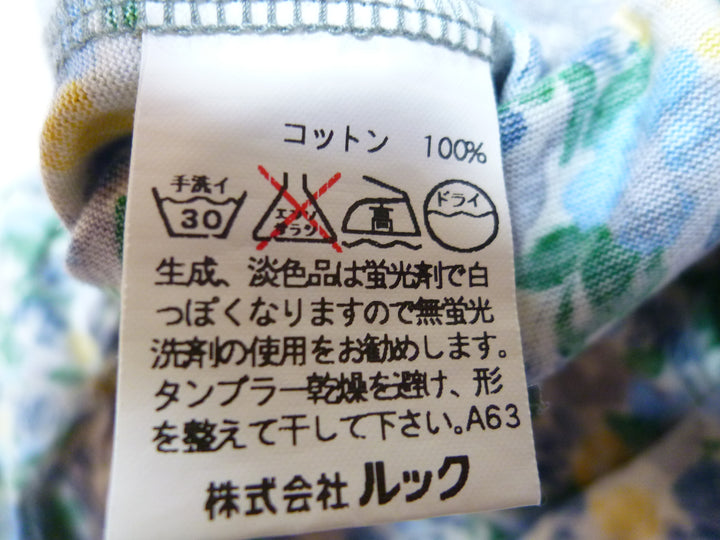 コットン 100%
手洗イ
30
エンソ
サラシ
高
ドライ
生成、淡色品は蛍光剤で白
っぽくなりますので無蛍光
洗剤の使用をお勧めします。
タンブラー乾燥を避け、形
を整えて干して下さい。A63
株式会社 ルック